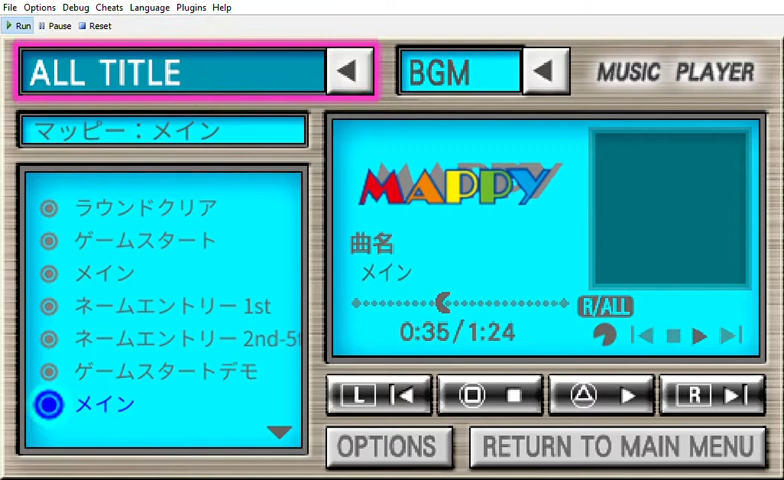 File Options Debug Cheats Language Plugins Help
Run Pause Reset
ALL TITLE BGM MUSIC PLAYER
マッピー：メイン
ラウンドクリア
ゲームスタート
メイン
ネームエントリー 1st
ネームエントリー 2nd-5t
ゲームスタートデモ
メイン
MAPPY
曲名
メイン
R/ALL
0:35/1:24
L R
OPTIONS RETURN TO MAIN MENU